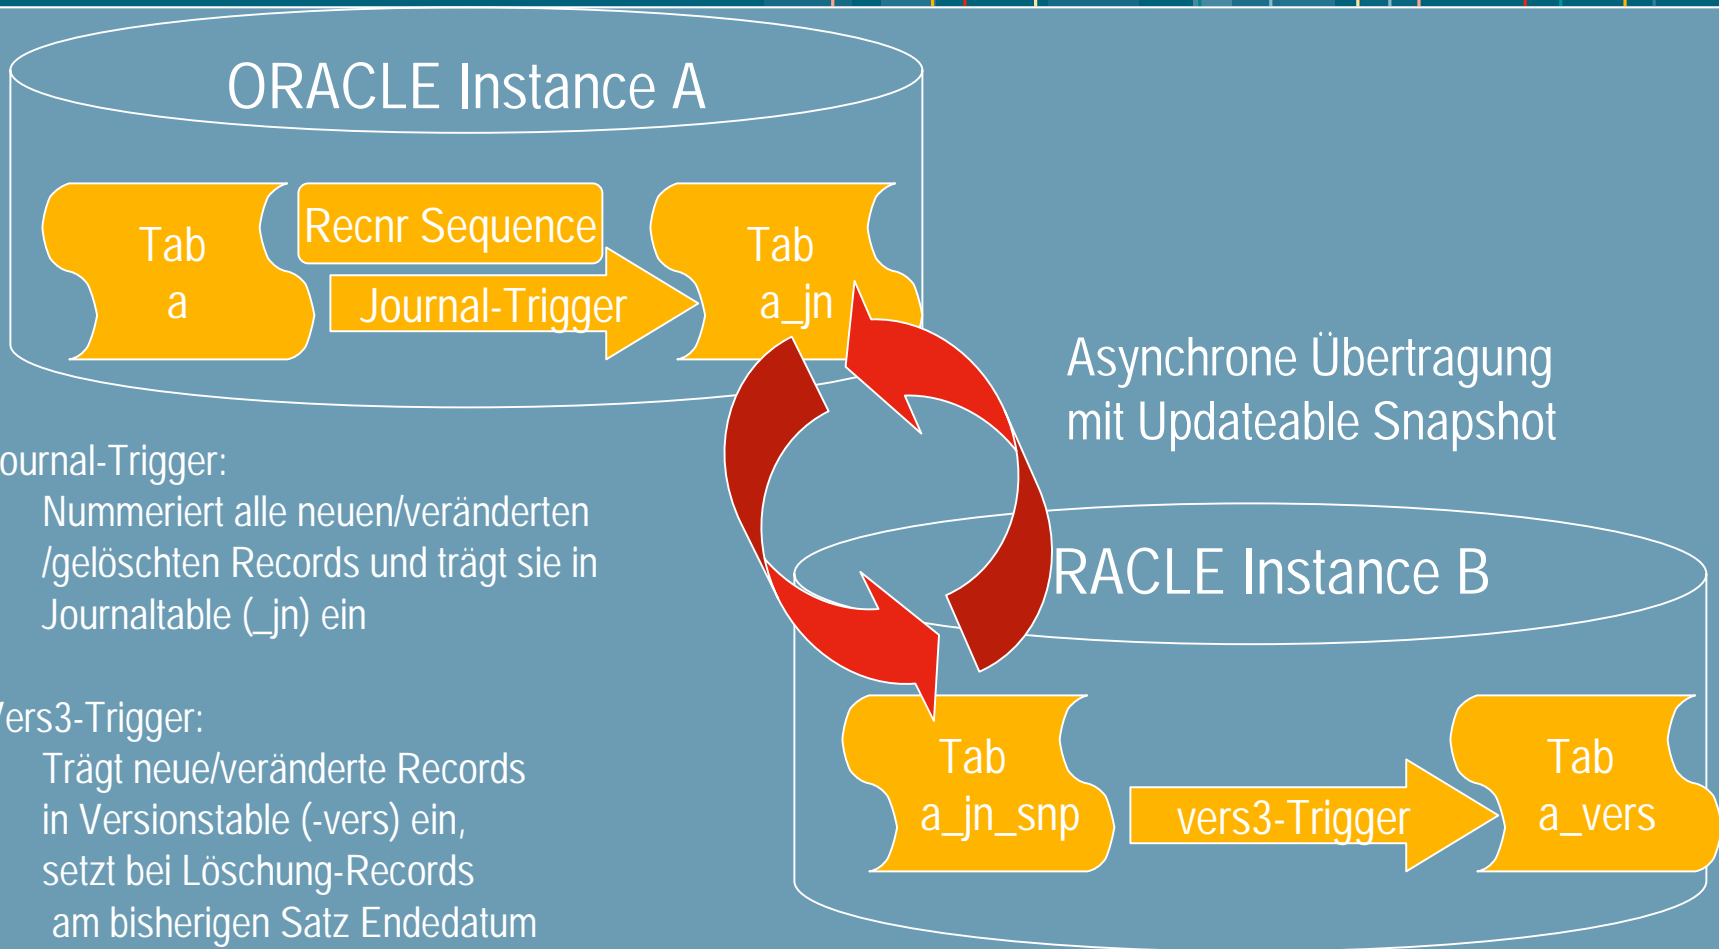 ORACLE Instance A
Tab
a
Recnr Sequence
Journal-Trigger
Tab
a_jn
Asynchrone Übertragung
mit Updateable Snapshot
ournal-Trigger:
Nummeriert alle neuen/veränderten
/gelöschten Records und trägt sie in
Journaltable (_jn) ein
Vers3-Trigger:
Trägt neue/veränderte Records
in Versionstable (-vers) ein,
setzt bei Löschung-Records
am bisherigen Satz Endedatum
RACLE Instance B
Tab
a_jn_snp
vers3-Trigger
Tab
a_vers